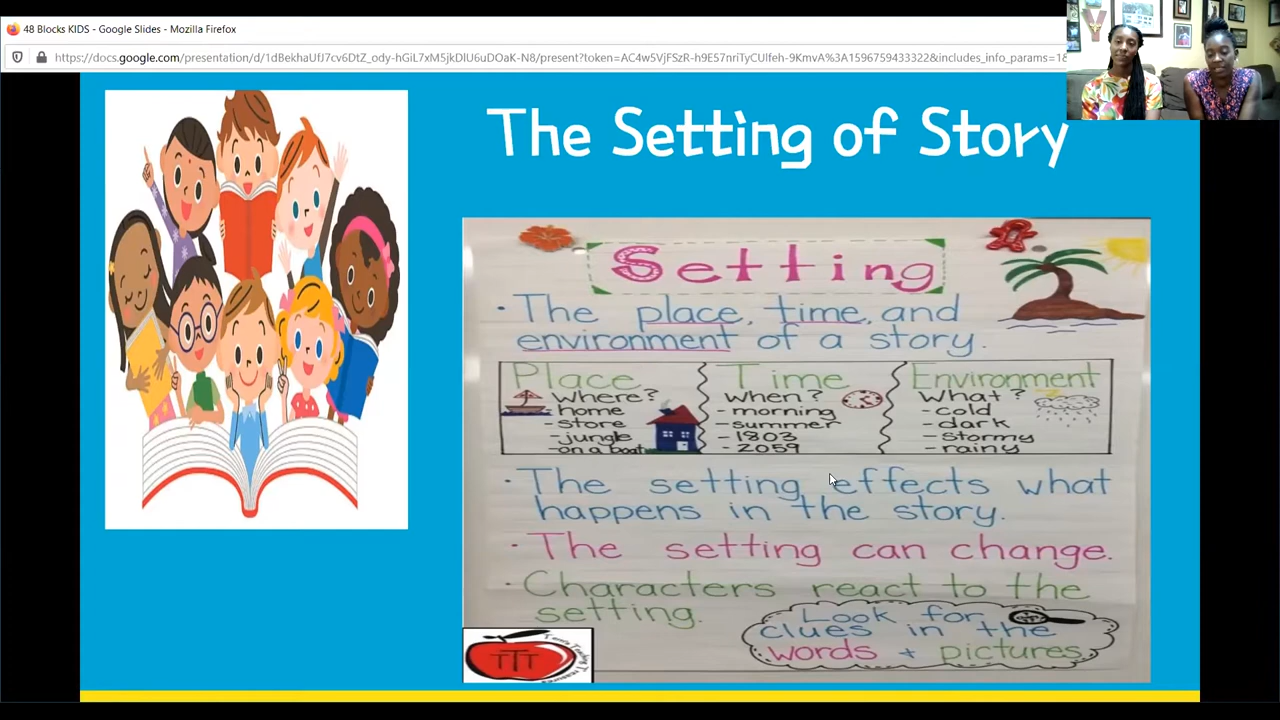 48 Blocks KIDS - Google Slides - Mozilla Firefox
https://docs.google.com/presentation/d/1dBekhaUfJ7cv6DtZ_ody-hGiL7xM5jkDlU6uDOaK-N8/present?token=AC4w5VjFSzR-h9E57nriTyCUlfeh-9KmvA%3A1596759433322&includes_info_params=1&
The Setting of Story
Setting
• The place, time, and
environment of a story.
Place
Where?
- home
- store
- jungle
- on a boat
Time
When?
- morning
- summer
- 1803
- 2059
Environment
What?
- cold
- dark
- stormy
- rainy
• The setting effects what
happens in the story.
• The setting can change.
• Characters react to the
setting.
Look for
clues in the
words + pictures
TTT